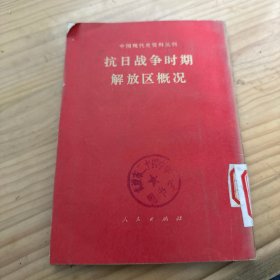 中国现代史资料丛刊
抗日战争时期
解放区概况
人民出版社